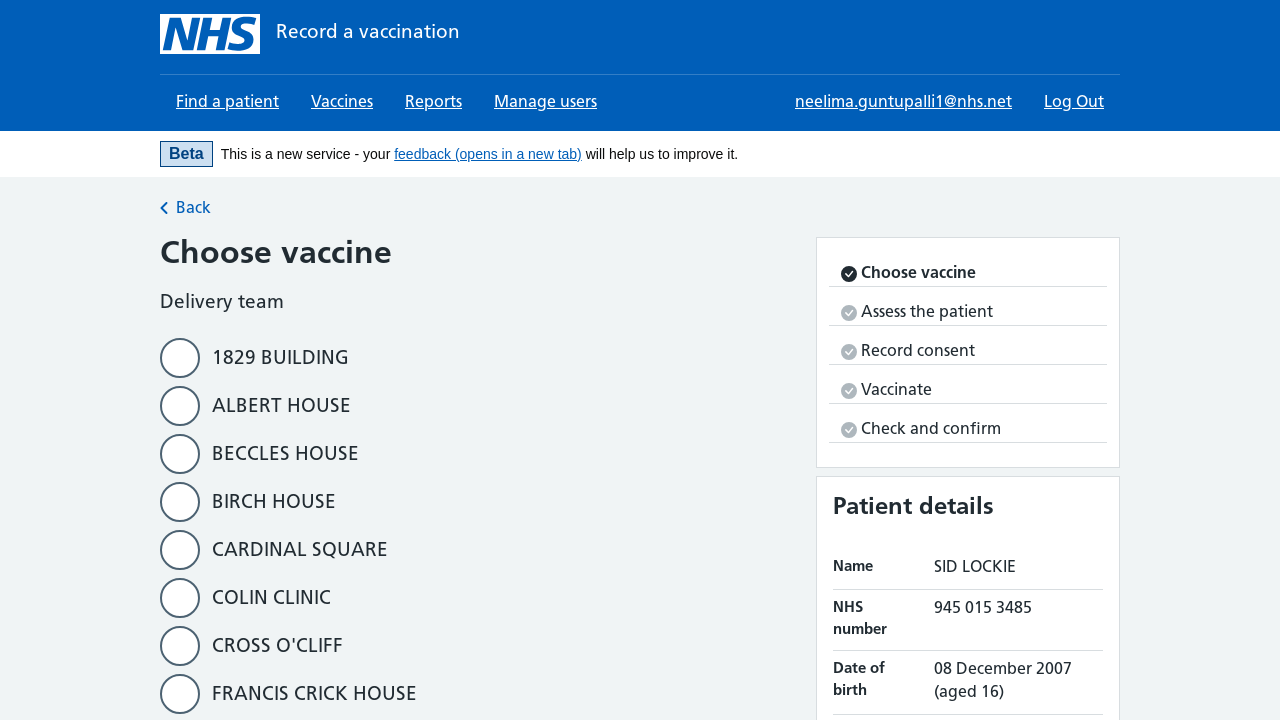 NHS Record a vaccination
Find a patient Vaccines Reports Manage users neelima.guntupalli1@nhs.net Log Out
Beta This is a new service - your feedback (opens in a new tab) will help us to improve it.
Back
Choose vaccine
Delivery team
1829 BUILDING
ALBERT HOUSE
BECCLES HOUSE
BIRCH HOUSE
CARDINAL SQUARE
COLIN CLINIC
CROSS O'CLIFF
FRANCIS CRICK HOUSE
Choose vaccine
Assess the patient
Record consent
Vaccinate
Check and confirm
Patient details
Name SID LOCKIE
NHS number 945 015 3485
Date of birth 08 December 2007
(aged 16)